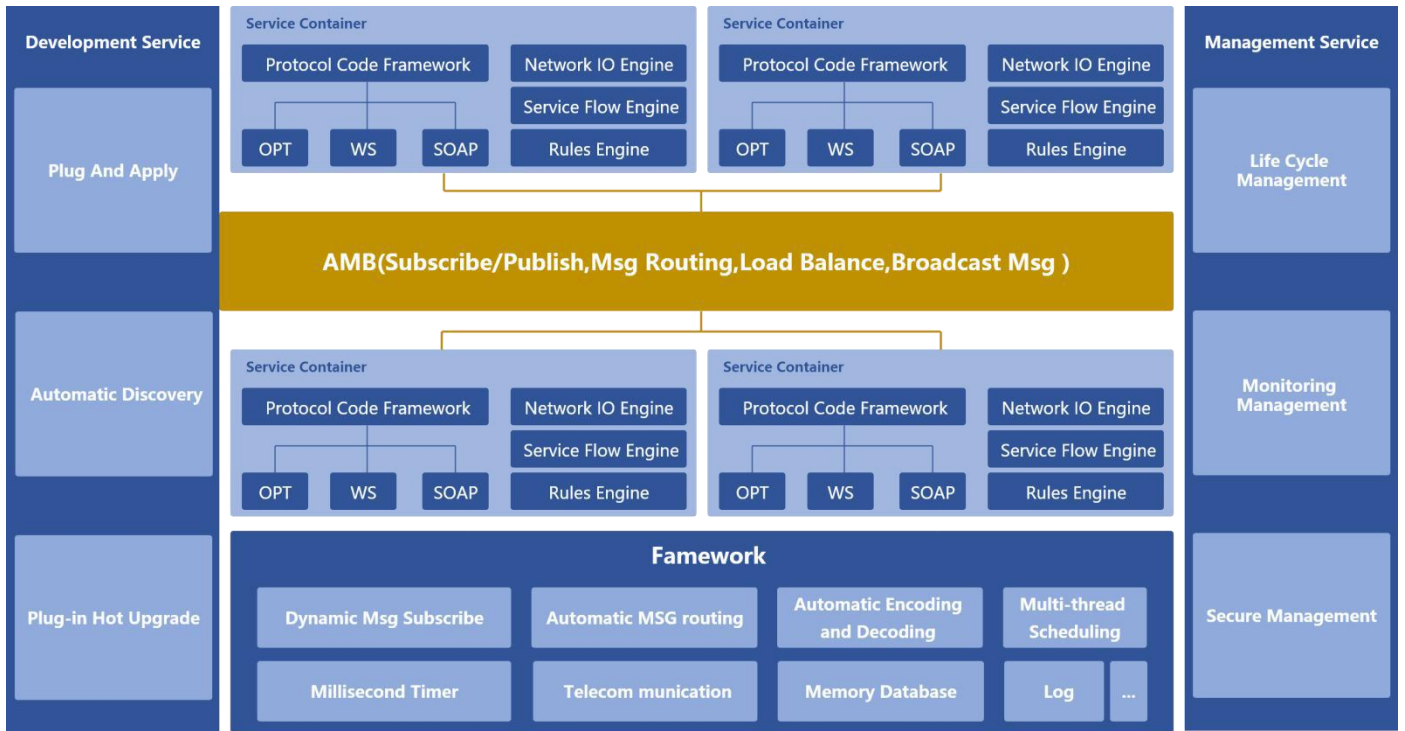 Development Service
Plug And Apply
Automatic Discovery
Plug-in Hot Upgrade
Service Container
Protocol Code Framework
OPT
WS
SOAP
Network IO Engine
Service Flow Engine
Rules Engine
Service Container
Protocol Code Framework
OPT
WS
SOAP
Network IO Engine
Service Flow Engine
Rules Engine
AMB(Subscribe/Publish,Msg Routing,Load Balance,Broadcast Msg )
Service Container
Protocol Code Framework
OPT
WS
SOAP
Network IO Engine
Service Flow Engine
Rules Engine
Service Container
Protocol Code Framework
OPT
WS
SOAP
Network IO Engine
Service Flow Engine
Rules Engine
Famework
Dynamic Msg Subscribe
Automatic MSG routing
Automatic Encoding
and Decoding
Multi-thread
Scheduling
Millisecond Timer
Telecom munication
Memory Database
Log
...
Management Service
Life Cycle
Management
Monitoring
Management
Secure Management